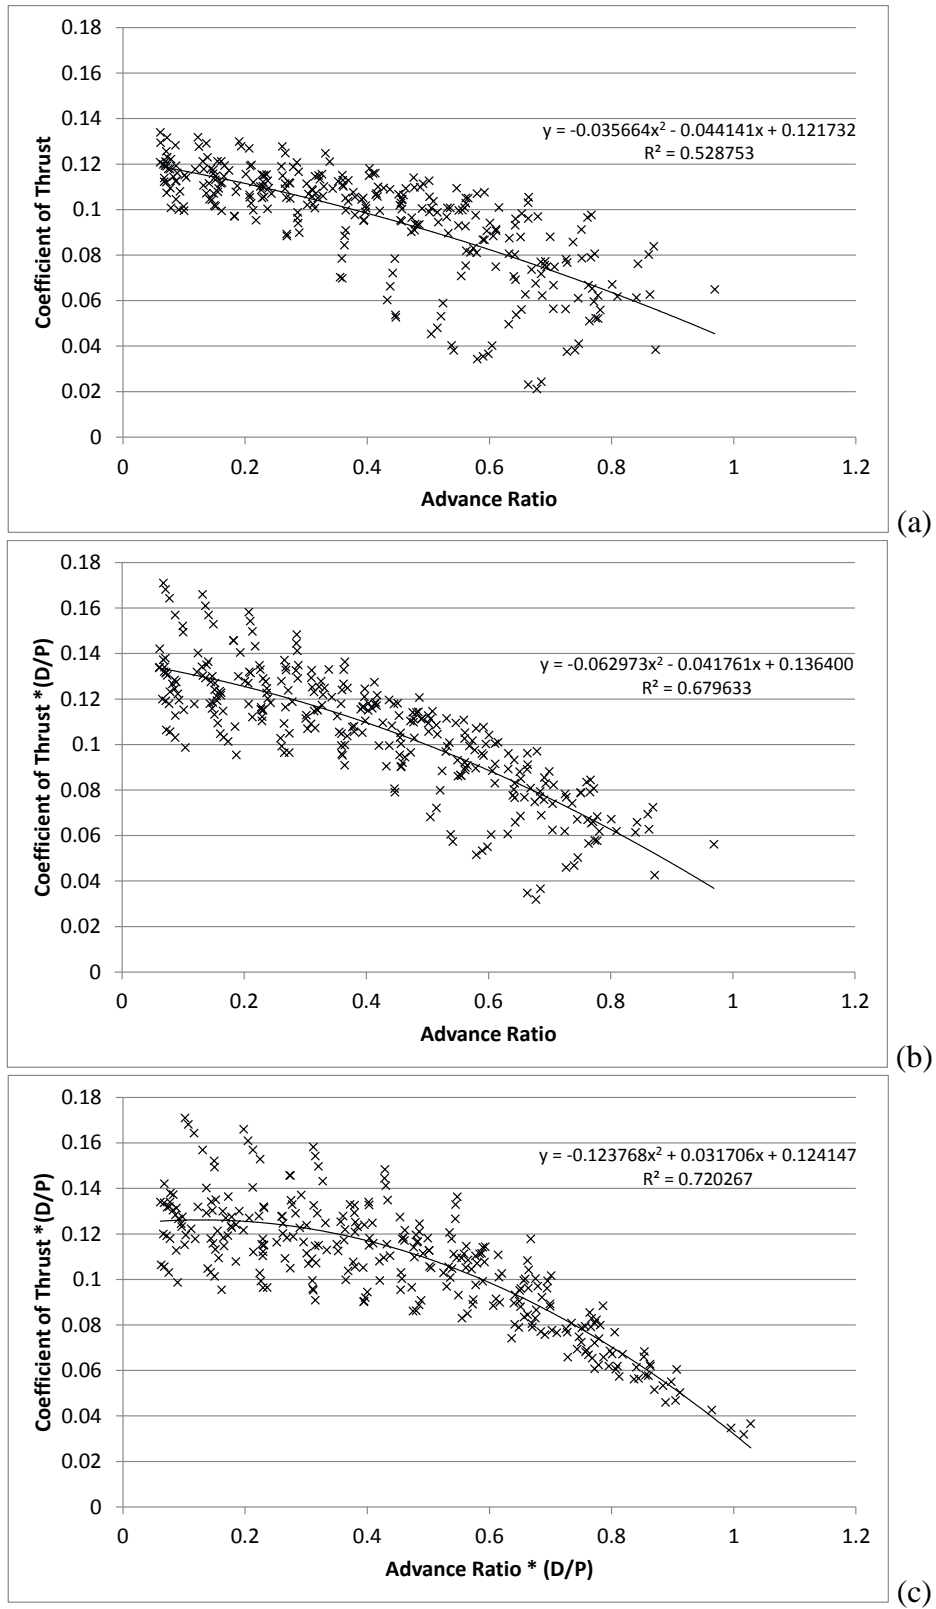 0.18
0.16
0.14
0.12
0.1
0.08
0.06
0.04
0.02
0
Coefficient of Thrust
y = -0.035664x² - 0.044141x + 0.121732
R² = 0.528753
0 0.2 0.4 0.6 0.8 1 1.2
Advance Ratio
(a)
0.18
0.16
0.14
0.12
0.1
0.08
0.06
0.04
0.02
0
Coefficient of Thrust *(D/P)
y = -0.062973x² - 0.041761x + 0.136400
R² = 0.679633
0 0.2 0.4 0.6 0.8 1 1.2
Advance Ratio
(b)
0.18
0.16
0.14
0.12
0.1
0.08
0.06
0.04
0.02
0
Coefficient of Thrust *(D/P)
y = -0.123768x² + 0.031706x + 0.124147
R² = 0.720267
0 0.2 0.4 0.6 0.8 1 1.2
Advance Ratio * (D/P)
(c)